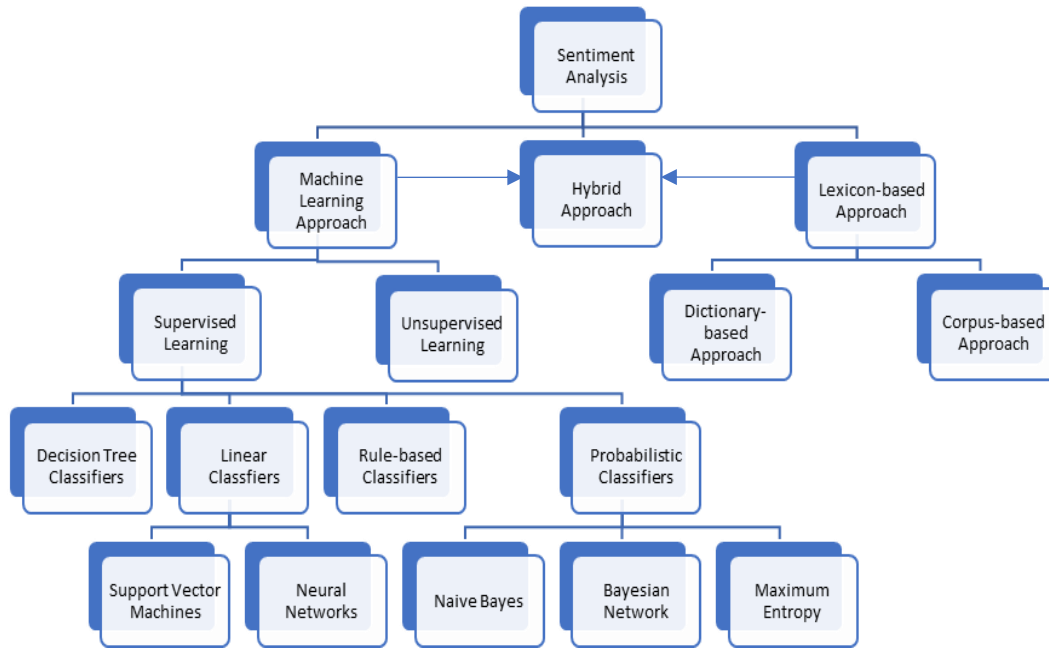 Sentiment
Analysis
Machine
Learning
Approach
Hybrid
Approach
Lexicon-based
Approach
Supervised
Learning
Unsupervised
Learning
Dictionary-
based
Approach
Corpus-based
Approach
Decision Tree
Classifiers
Linear
Classfiers
Rule-based
Classifiers
Probabilistic
Classifiers
Support Vector
Machines
Neural
Networks
Naive Bayes
Bayesian
Network
Maximum
Entropy